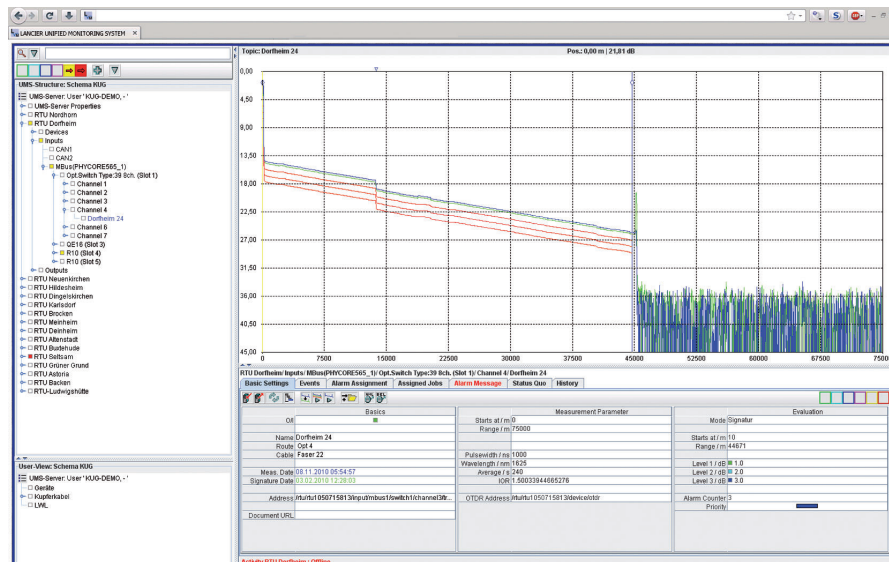 LANCIER UNIFIED MONITORING SYSTEM
UMS-Structure: Schema KUG
UMS-Server: User ' KUG-DEMO, - '
UMS-Server Properties
RTU Nordhorn
RTU Dorfheim
Devices
Inputs
CAN1
CAN2
MBus(PHYCORE565_1)
Opt.Switch Type:39 8ch. (Slot 1)
Channel 1
Channel 2
Channel 3
Channel 4
Dorfheim 24
Channel 6
Channel 7
QE16 (Slot 3)
R10 (Slot 4)
R10 (Slot 5)
Outputs
RTU Neuenkirchen
RTU Hildesheim
RTU Dingelskirchen
RTU Karlsdorf
RTU Brocken
RTU Meinheim
RTU Deinheim
RTU Altenstadt
RTU Buxtehude
RTU Seltsam
RTU Grüner Grund
RTU Astoria
RTU Backen
RTU-Ludwigshütte
User-View: Schema KUG
UMS-Server: User ' KUG-DEMO, - '
Geräte
Kupferkabel
LWL
Topic: Dorfheim 24
Pos.: 0,00 m | 21,81 dB
0,00
4,50
9,00
13,50
18,00
22,50
27,00
31,50
36,00
40,50
45,00
0 7500 15000 22500 30000 37500 45000 52500 60000 67500 75000
RTU Dorfheim/ Inputs/ MBus(PHYCORE565_1)/ Opt.Switch Type:39 8ch. (Slot 1)/ Channel 4/ Dorfheim 24
Basic Settings Events Alarm Assignment Assigned Jobs Alarm Message Status Quo History
Basics
Name Dorfheim 24
Route Opt 4
Cable Faser 22
Meas. Date 08.11.2010 05:54:57
Signature Date 03.02.2010 12:28:03
Address /rtu/rtu1050715813/input/mbus1/switch1/channel3/tr...
Document URL
Measurement Parameter
Starts at / m 0
Range / m 75000
Pulsewidth / ns 1000
Wavelength / nm 1625
Average / s 240
IOR 1.50033944665276
OTDR Address /rtu/rtu1050715813/device/otdr
Evaluation
Mode Signatur
Starts at / m 10
Range / m 44671
Level 1 / dB 1.0
Level 2 / dB 2.0
Level 3 / dB 3.0
Alarm Counter 3
Priority
Activity RTU Dorfheim : Offline